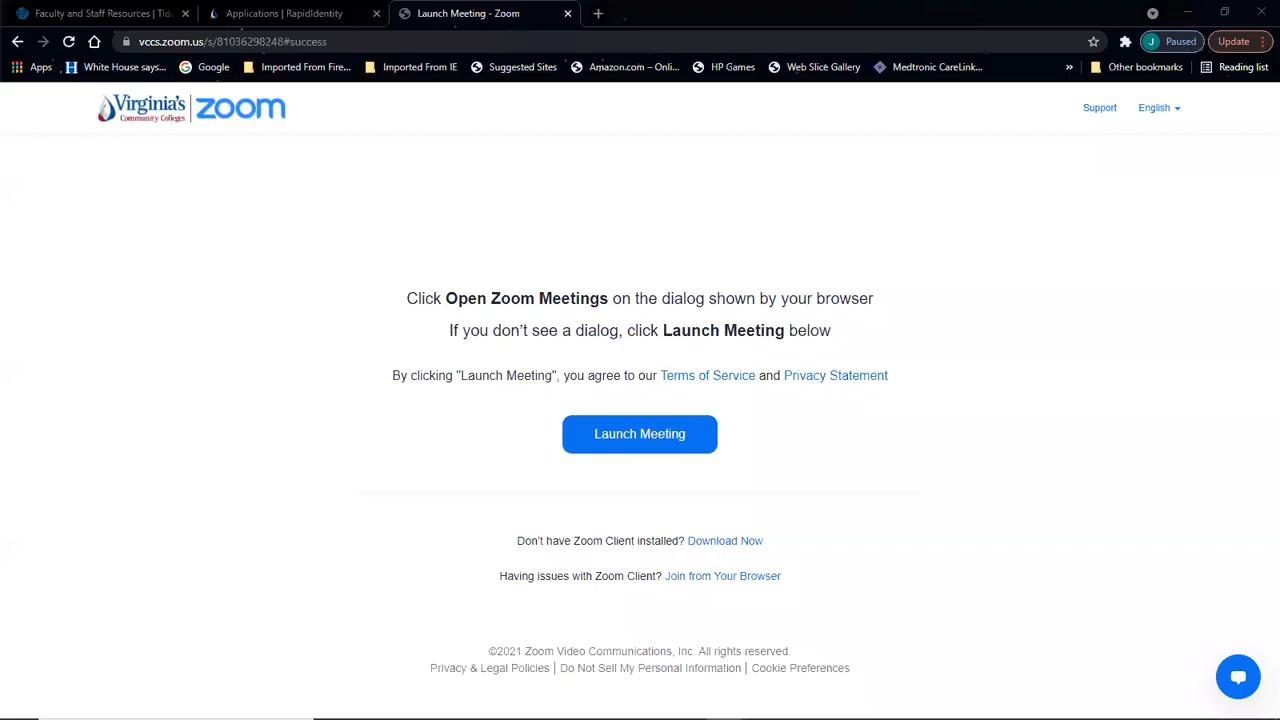 Faculty and Staff Resources | Tid
Applications | RapidIdentity
Launch Meeting - Zoom
vccs.zoom.us/s/81036298248#success
J Paused
Update
Apps
White House says...
Google
Imported From Fire...
Imported From IE
Suggested Sites
Amazon.com – Onli...
HP Games
Web Slice Gallery
Medtronic CareLink...
»
Other bookmarks
Reading list
Virginia's Community Colleges
zoom
Support
English
Click Open Zoom Meetings on the dialog shown by your browser
If you don't see a dialog, click Launch Meeting below
By clicking "Launch Meeting", you agree to our Terms of Service and Privacy Statement
Launch Meeting
Don't have Zoom Client installed? Download Now
Having issues with Zoom Client? Join from Your Browser
©2021 Zoom Video Communications, Inc. All rights reserved.
Privacy & Legal Policies | Do Not Sell My Personal Information | Cookie Preferences